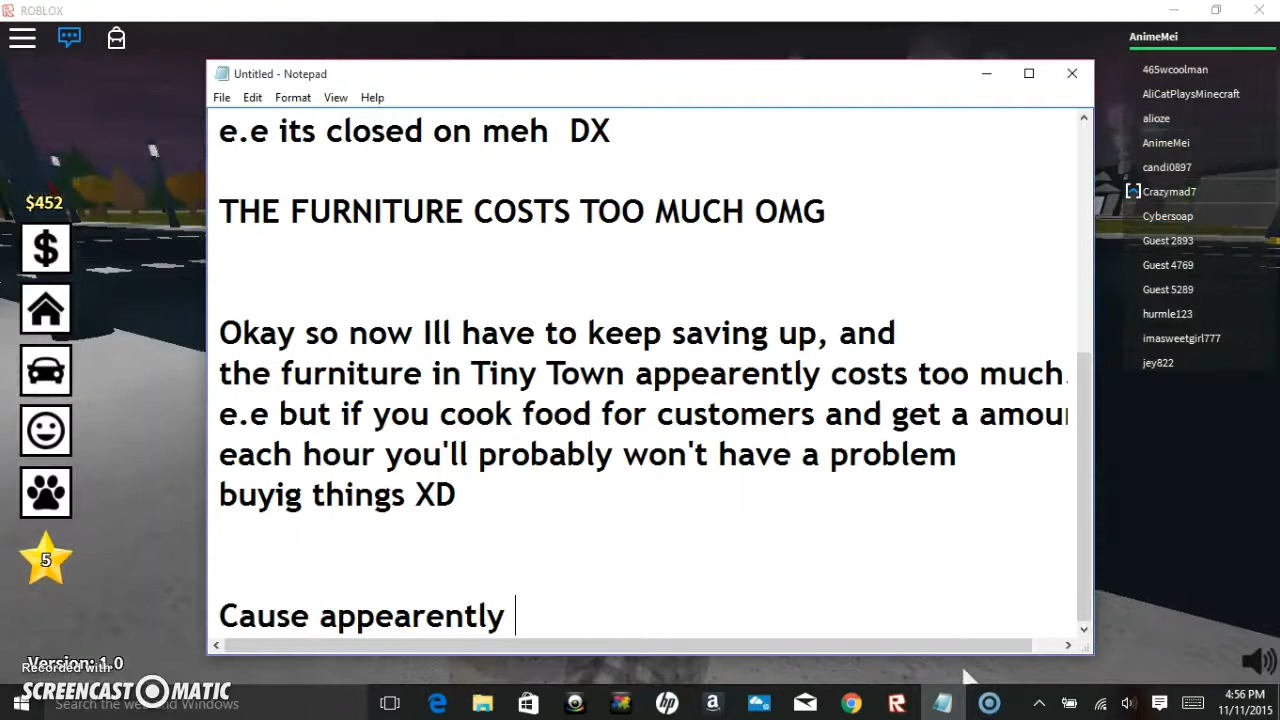 ROBLOX
AnimeMei
Untitled - Notepad
File Edit Format View Help
465wcoolman
AliCatPlaysMinecraft
alioze
AnimeMei
candi0897
Crazymad7
Cybersoap
Guest 2893
Guest 4769
Guest 5289
hurmle123
imasweetgirl777
jey822
$452
$
5
e.e its closed on meh DX
THE FURNITURE COSTS TOO MUCH OMG
Okay so now Ill have to keep saving up, and
the furniture in Tiny Town appearently costs too much.
e.e but if you cook food for customers and get a amoun
each hour you'll probably won't have a problem
buyig things XD
Cause appearently
Version: 1.0
Recorded with
SCREENCAST MATIC
Search the web and Windows
hp
a
R
4:56 PM
11/11/2015